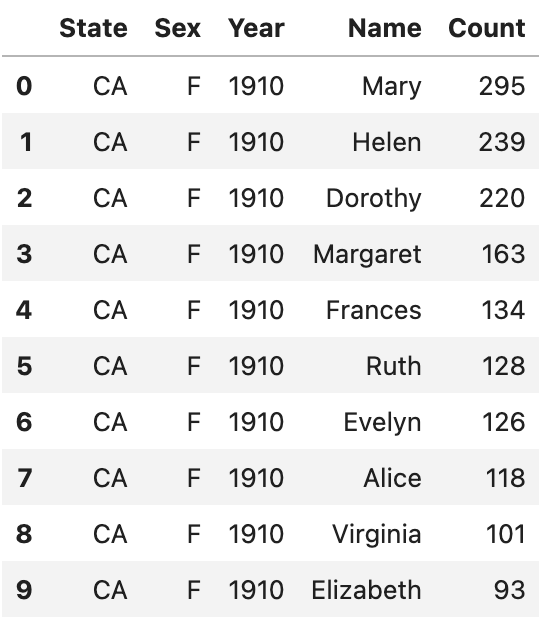 State Sex Year Name Count
0 CA F 1910 Mary 295
1 CA F 1910 Helen 239
2 CA F 1910 Dorothy 220
3 CA F 1910 Margaret 163
4 CA F 1910 Frances 134
5 CA F 1910 Ruth 128
6 CA F 1910 Evelyn 126
7 CA F 1910 Alice 118
8 CA F 1910 Virginia 101
9 CA F 1910 Elizabeth 93